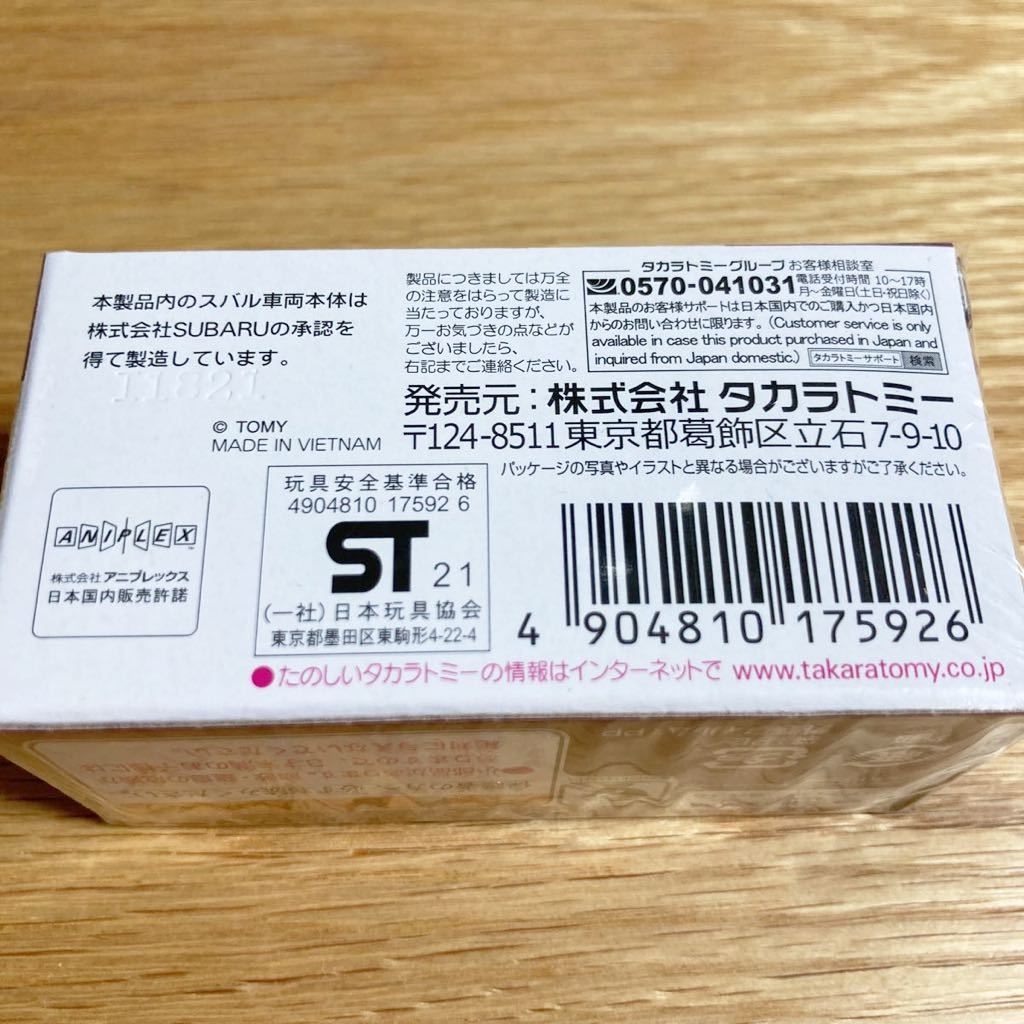 本製品内のスバル車両本体は
株式会社SUBARUの承認を
得て製造しています。
© TOMY
MADE IN VIETNAM
製品につきましては万全
の注意をはらって製造に
当たっておりますが、
万一お気づきの点などが
ございましたら、
右記までご連絡ください。
タカラトミーグループ お客様相談室
0570-041031 電話受付時間 10〜17時
月〜金曜日(土日・祝日除く)
本製品のお客様サポートは日本国内でのご購入かつ日本国内
からのお問い合わせに限ります。(Customer service is only
available in case this product purchased in Japan and
inquired from Japan domestic.) タカラトミーサポート 検索
発売元:株式会社 タカラトミー
〒124-8511 東京都葛飾区立石7-9-10
パッケージの写真やイラストと異なる場合がございますがご了承ください。
ANIPLEX™
株式会社 アニプレックス
日本国内販売許諾
玩具安全基準合格
4904810 17592 6
ST 21
(一社)日本玩具協会
東京都墨田区東駒形4-22-4
4 904810 175926
●たのしいタカラトミーの情報はインターネットで www.takaratomy.co.jp